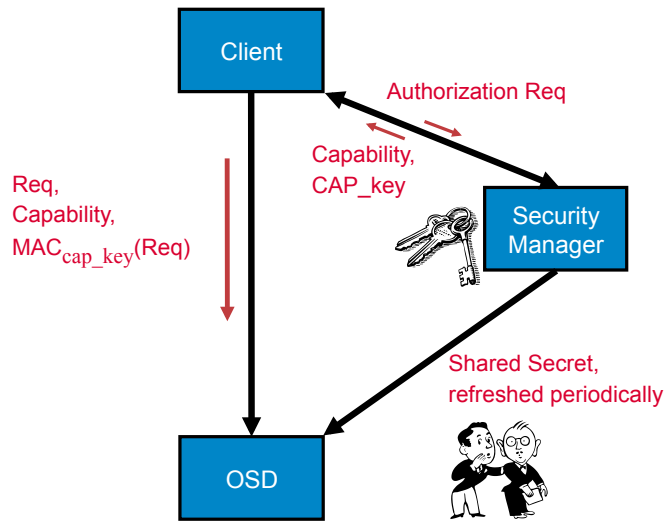 Client
Authorization Req
Capability,
CAP_key
Req,
Capability,
MACcap_key(Req)
Security
Manager
Shared Secret,
refreshed periodically
OSD